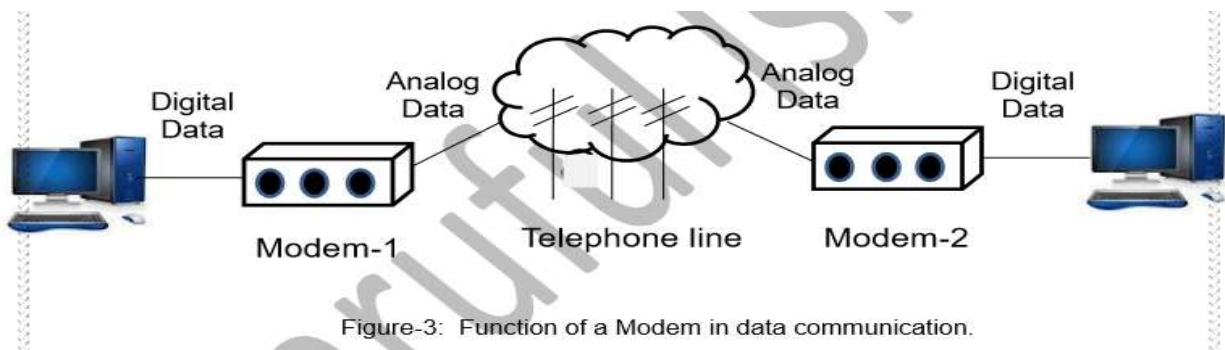 Digital
Data
Analog
Data
Analog
Data
Digital
Data
Modem-1
Telephone line
Modem-2
Figure-3: Function of a Modem in data communication.